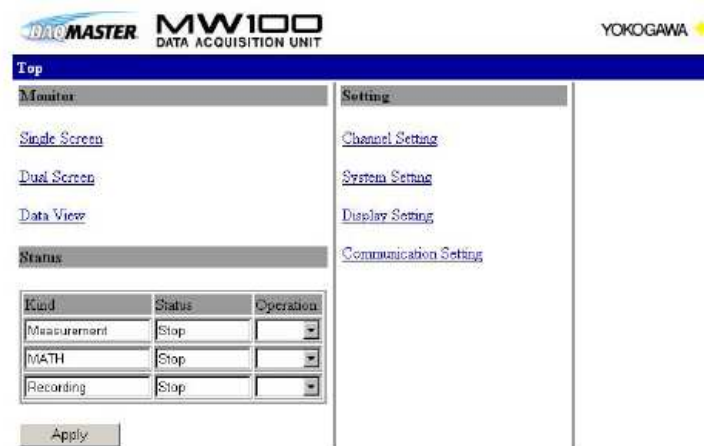 DAQMASTER MW100
DATA ACQUISITION UNIT
YOKOGAWA
Top
Monitor
Single Screen
Dual Screen
Data View
Status
Kind Status Operation
Measurement Stop
MATH Stop
Recording Stop
Apply
Setting
Channel Setting
System Setting
Display Setting
Communication Setting